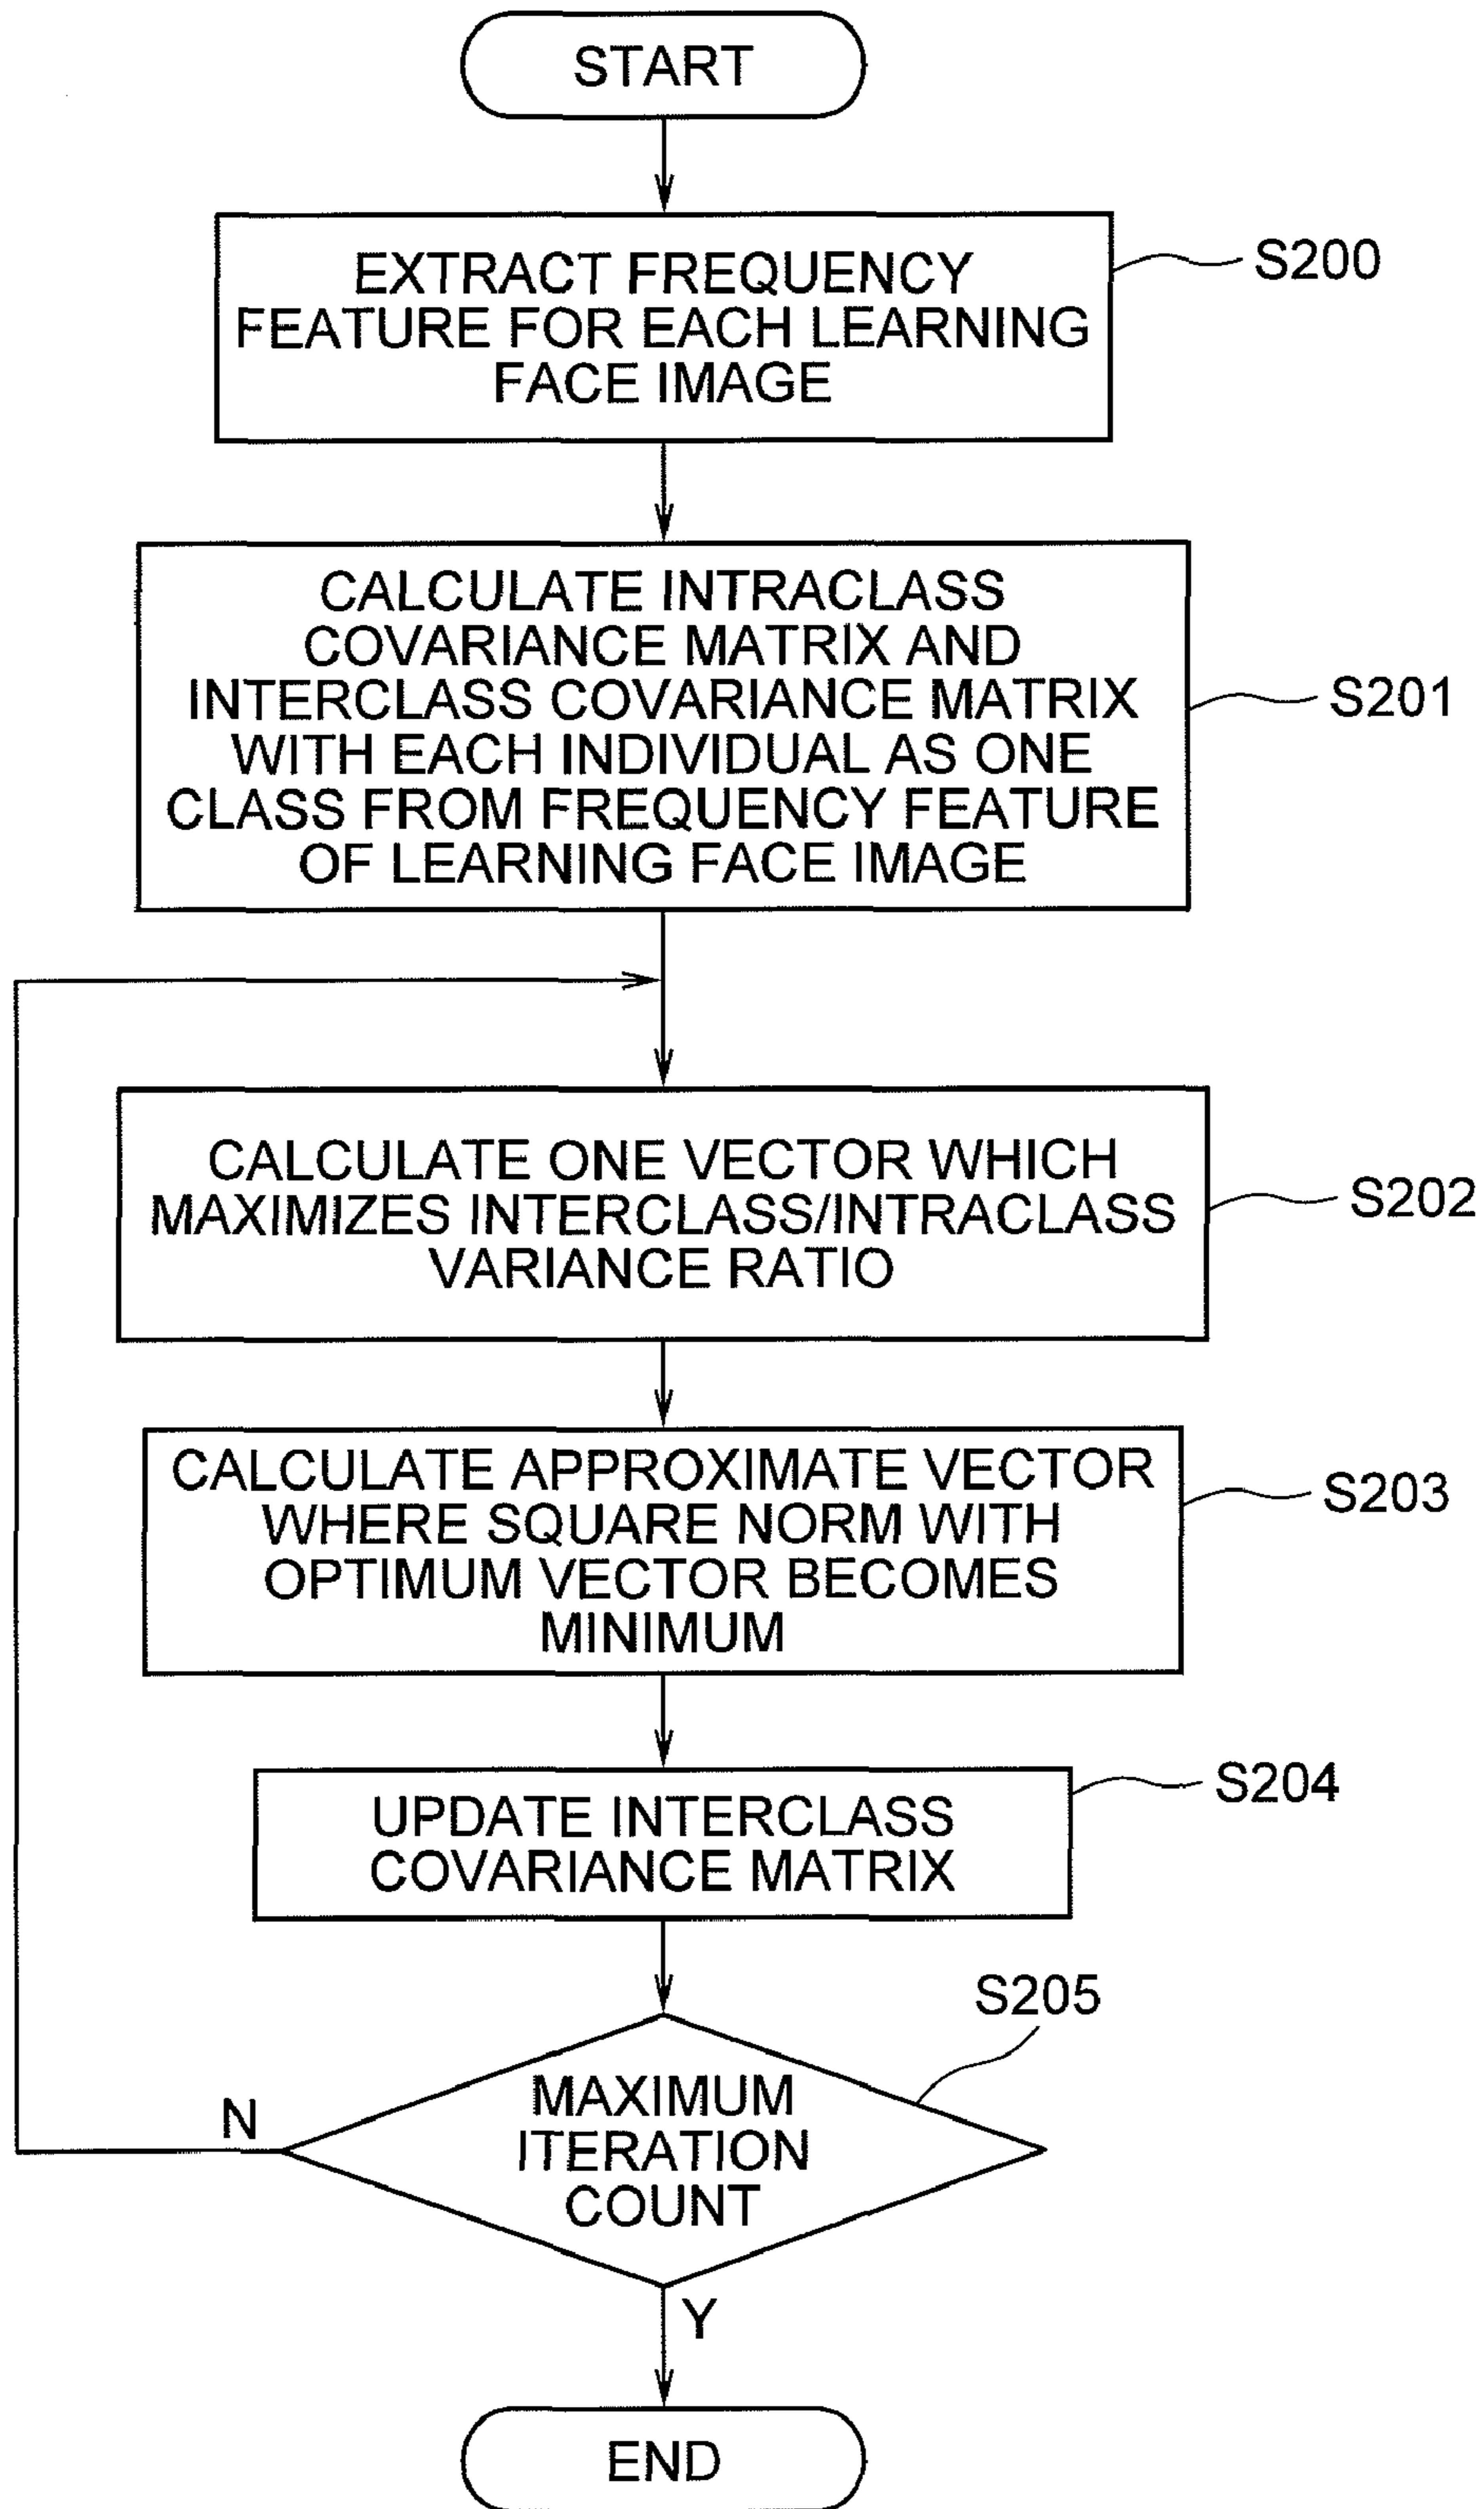 START
EXTRACT FREQUENCY
FEATURE FOR EACH LEARNING
FACE IMAGE
S200
CALCULATE INTRACLASS
COVARIANCE MATRIX AND
INTERCLASS COVARIANCE MATRIX
WITH EACH INDIVIDUAL AS ONE
CLASS FROM FREQUENCY FEATURE
OF LEARNING FACE IMAGE
S201
CALCULATE ONE VECTOR WHICH
MAXIMIZES INTERCLASS/INTRACLASS
VARIANCE RATIO
S202
CALCULATE APPROXIMATE VECTOR
WHERE SQUARE NORM WITH
OPTIMUM VECTOR BECOMES
MINIMUM
S203
UPDATE INTERCLASS
COVARIANCE MATRIX
S204
S205
MAXIMUM
ITERATION
COUNT
N
Y
END